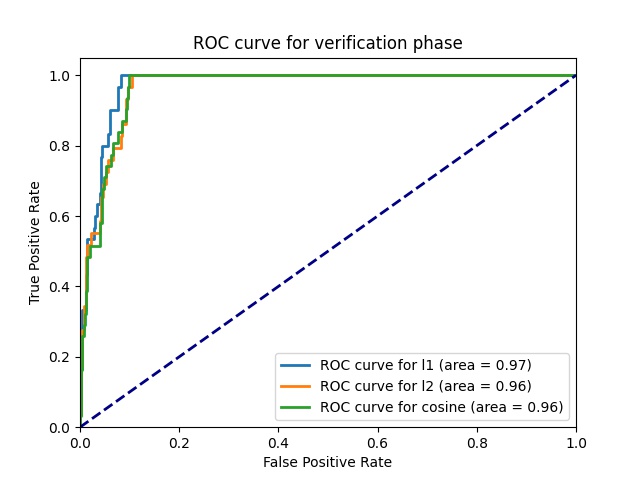 ROC curve for verification phase
True Positive Rate
1.0
0.8
0.6
0.4
0.2
0.0
ROC curve for l1 (area = 0.97)
ROC curve for l2 (area = 0.96)
ROC curve for cosine (area = 0.96)
0.0 0.2 0.4 0.6 0.8 1.0
False Positive Rate